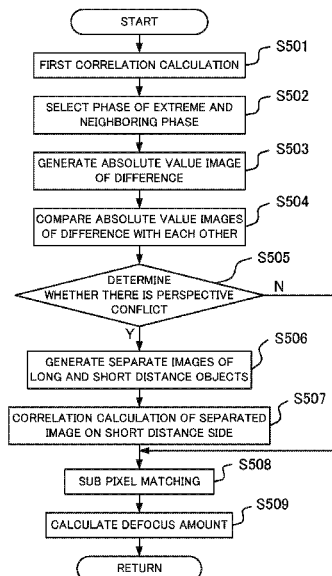 START
S501
FIRST CORRELATION CALCULATION
S502
SELECT PHASE OF EXTREME AND
NEIGHBORING PHASE
S503
GENERATE ABSOLUTE VALUE IMAGE
OF DIFFERENCE
S504
COMPARE ABSOLUTE VALUE IMAGES
OF DIFFERENCE WITH EACH OTHER
S505
DETERMINE
WHETHER THERE IS PERSPECTIVE
CONFLICT
N
Y
S506
GENERATE SEPARATE IMAGES OF
LONG AND SHORT DISTANCE OBJECTS
S507
CORRELATION CALCULATION OF SEPARATED
IMAGE ON SHORT DISTANCE SIDE
S508
SUB PIXEL MATCHING
S509
CALCULATE DEFOCUS AMOUNT
RETURN